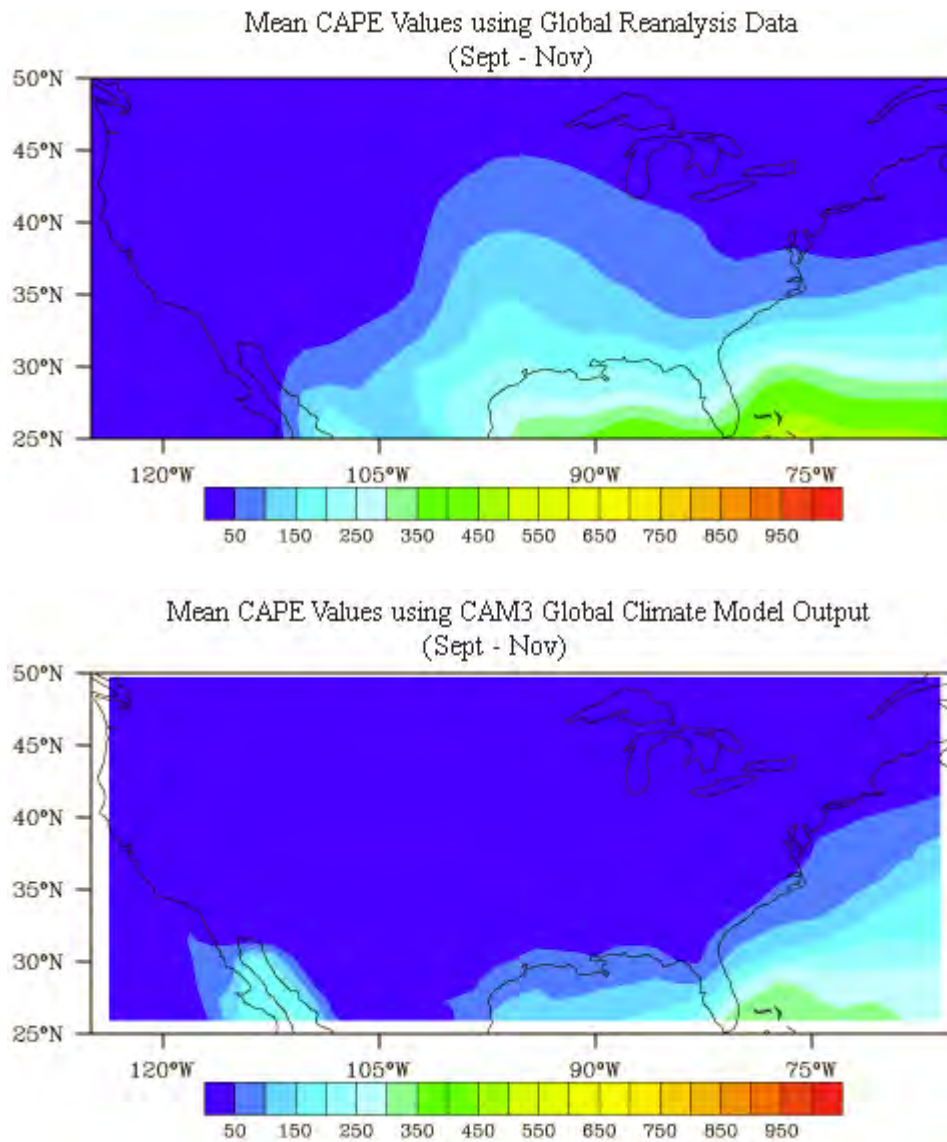 Mean CAPE Values using Global Reanalysis Data
(Sept - Nov)
50°N
45°N
40°N
35°N
30°N
25°N
120°W 105°W 90°W 75°W
50 150 250 350 450 550 650 750 850 950
Mean CAPE Values using CAM3 Global Climate Model Output
(Sept - Nov)
50°N
45°N
40°N
35°N
30°N
25°N
120°W 105°W 90°W 75°W
50 150 250 350 450 550 650 750 850 950